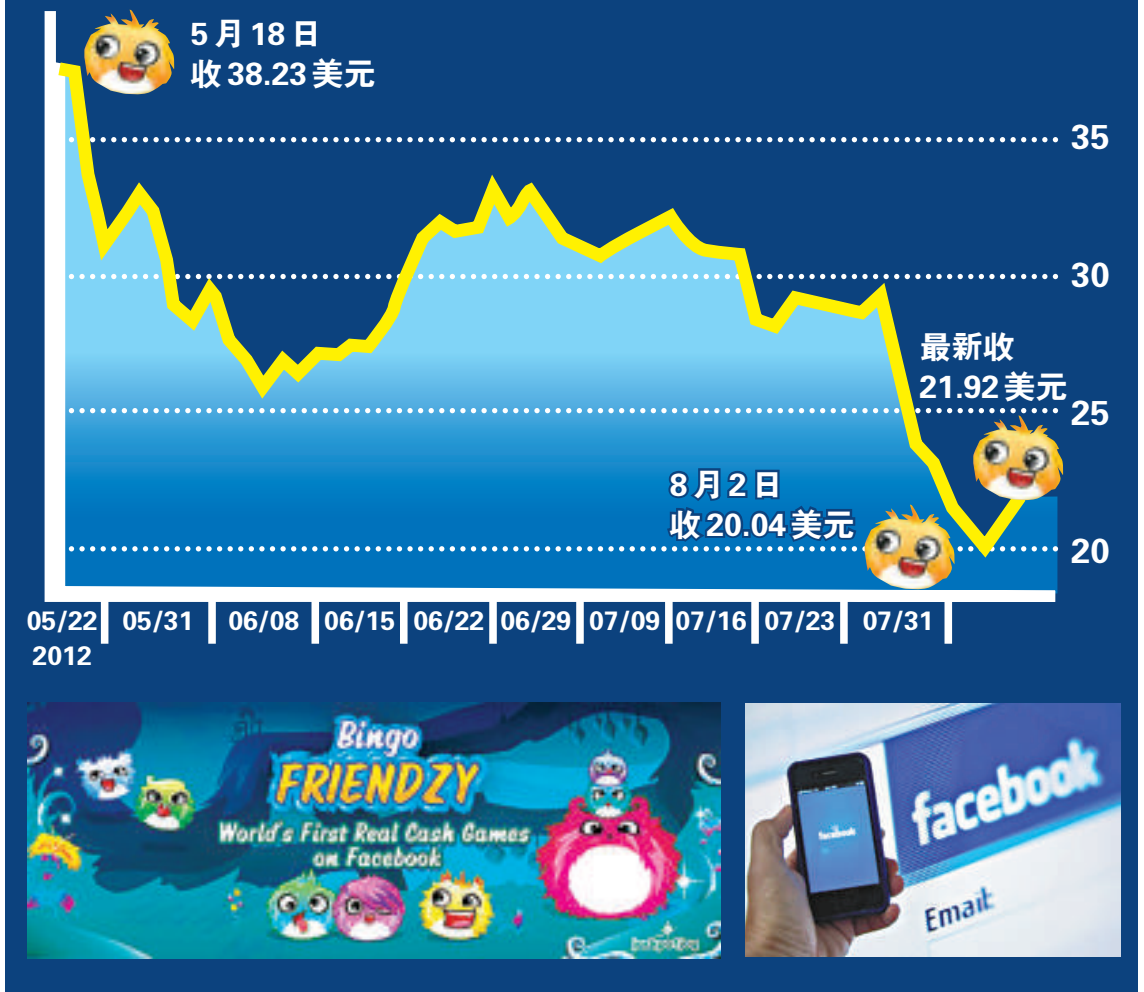 5月18日
收38.23美元
35
30
最新收
21.92美元
25
8月2日
收20.04美元
20
05/22
05/31
06/08
06/15
06/22
06/29
07/09
07/16
07/23
07/31
2012
Bingo
FRIENDZY
World's First Real Cash Games
on Facebook
facebook
facebook
Email